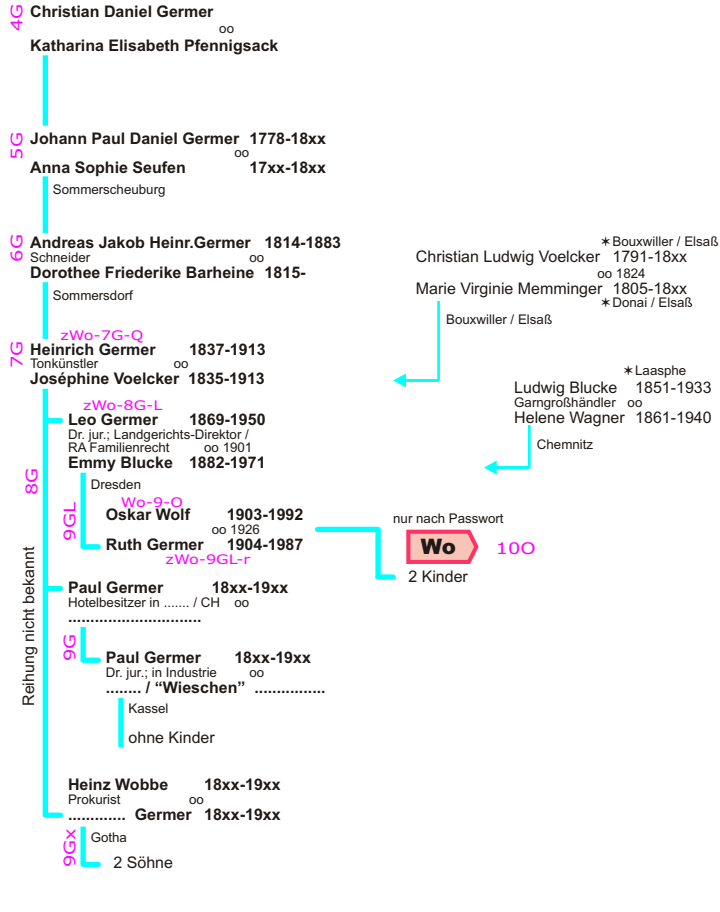 4G
Christian Daniel Germer
oo
Katharina Elisabeth Pfennigsack
5G
Johann Paul Daniel Germer 1778-18xx
oo
Anna Sophie Seufen 17xx-18xx
Sommerscheuburg
6G
Andreas Jakob Heinr.Germer 1814-1883
Schneider oo
Dorothee Friederike Barheine 1815-
Sommersdorf
✶Bouxwiller / Elsaß
Christian Ludwig Voelcker 1791-18xx
oo 1824
Marie Virginie Memminger 1805-18xx
✶Donai / Elsaß
Bouxwiller / Elsaß
zWo-7G-Q
7G
Heinrich Germer 1837-1913
Tonkünstler oo
Joséphine Voelcker 1835-1913
✶Laasphe
Ludwig Blucke 1851-1933
Garngroßhändler oo
Helene Wagner 1861-1940
Chemnitz
8G
Reihung nicht bekannt
zWo-8G-L
Leo Germer 1869-1950
Dr. jur.; Landgerichts-Direktor /
RA Familienrecht oo 1901
Emmy Blucke 1882-1971
Dresden
9GL
Wo-9-O
Oskar Wolf 1903-1992
oo 1926
Ruth Germer 1904-1987
zWo-9GL-r
nur nach Passwort
Wo 10O
2 Kinder
Paul Germer 18xx-19xx
Hotelbesitzer in ....... / CH oo
.............................
9G
Paul Germer 18xx-19xx
Dr. jur.; in Industrie oo
........ / “Wieschen” ................
Kassel
ohne Kinder
Heinz Wobbe 18xx-19xx
Prokurist oo
............. Germer 18xx-19xx
9Gx
Gotha
2 Söhne